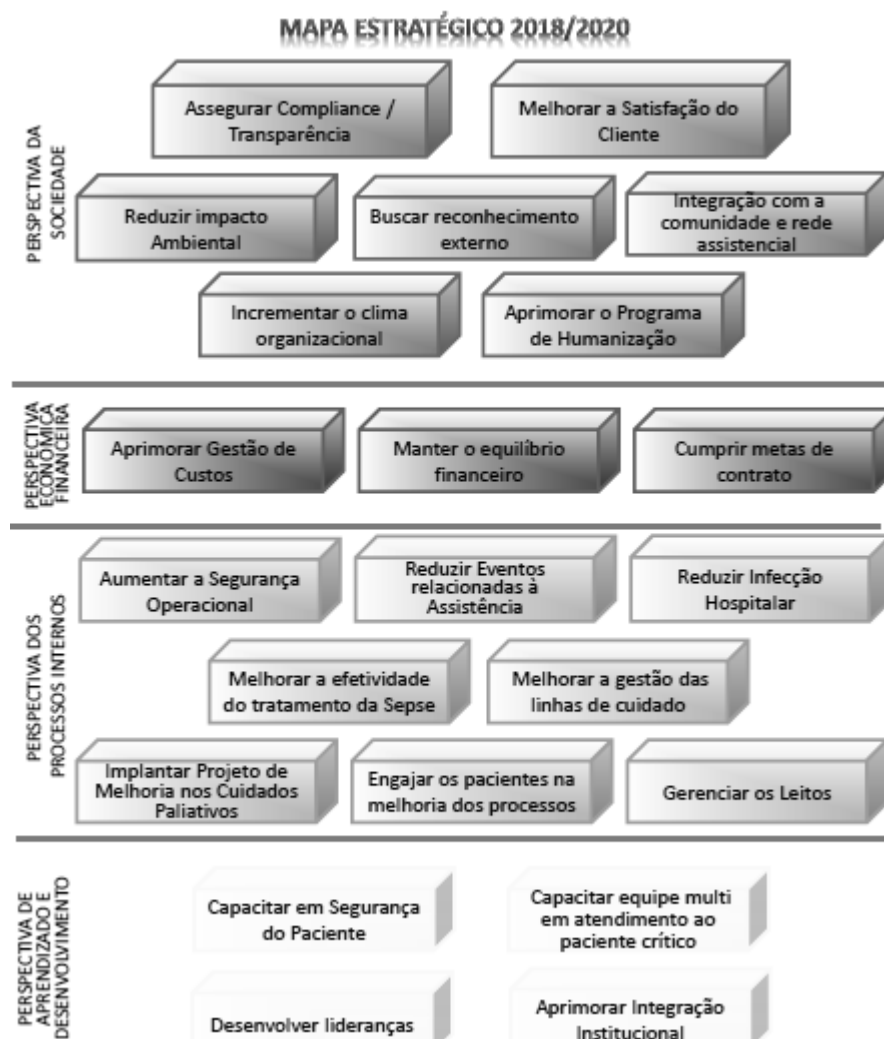 MAPA ESTRATÉGICO 2018/2020
PERSPECTIVA DA
SOCIEDADE
Assegurar Compliance /
Transparência
Melhorar a Satisfação do
Cliente
Reduzir impacto
Ambiental
Buscar reconhecimento
externo
Integração com a
comunidade e rede
assistencial
Incrementar o clima
organizacional
Aprimorar o Programa
de Humanização
PERSPECTIVA
ECONÔMICA
FINANCEIRA
Aprimorar Gestão de
Custos
Manter o equilíbrio
financeiro
Cumprir metas de
contrato
PERSPECTIVA DOS
PROCESSOS INTERNOS
Aumentar a Segurança
Operacional
Reduzir Eventos
relacionadas à
Assistência
Reduzir Infecção
Hospitalar
Melhorar a efetividade
do tratamento da Sepse
Melhorar a gestão das
linhas de cuidado
Implantar Projeto de
Melhoria nos Cuidados
Paliativos
Engajar os pacientes na
melhoria dos processos
Gerenciar os Leitos
PERSPECTIVA DE
APRENDIZADO E
DESENVOLVIMENTO
Capacitar em Segurança
do Paciente
Capacitar equipe multi
em atendimento ao
paciente crítico
Desenvolver lideranças
Aprimorar Integração
Institucional